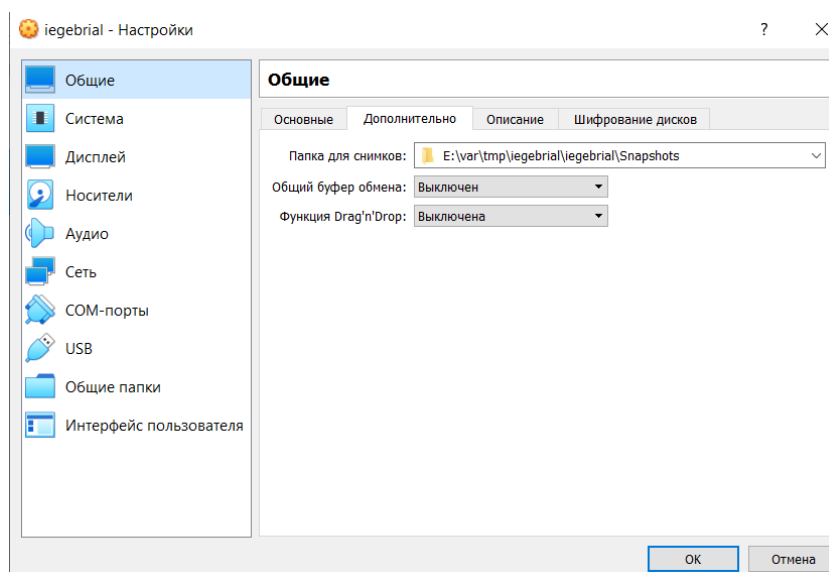 iegebrial - Настройки
?
Общие
Система
Дисплей
Носители
Аудио
Сеть
COM-порты
USB
Общие папки
Интерфейс пользователя
Общие
Основные
Дополнительно
Описание
Шифрование дисков
Папка для снимков: E:\var\tmp\iegebrial\iegebrial\Snapshots
Общий буфер обмена: Выключен
Функция Drag'n'Drop: Выключена
OK
Отмена